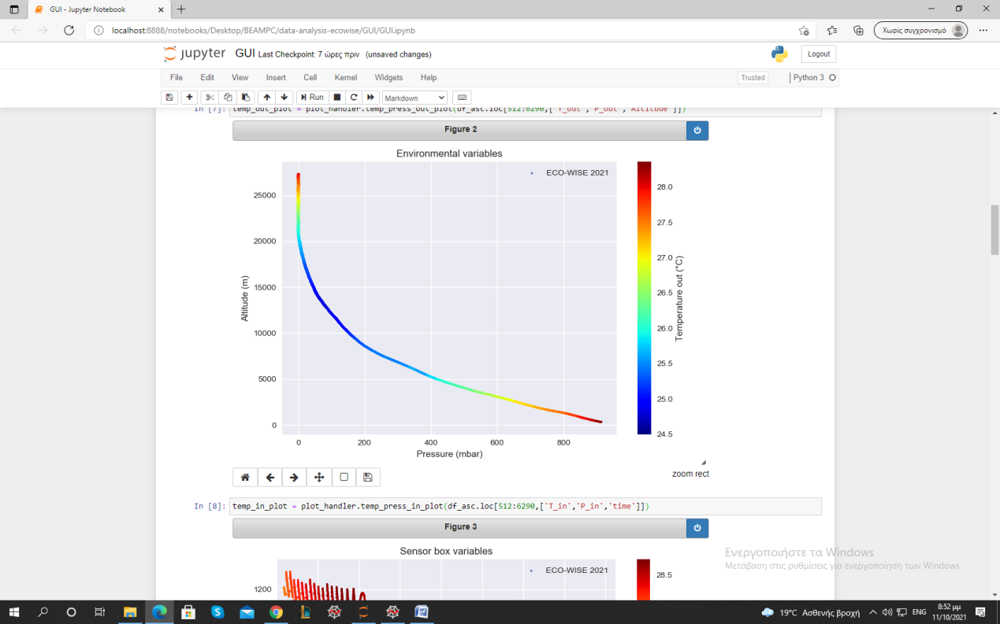 GUI - Jupyter Notebook
localhost:8888/notebooks/Desktop/BEAMPC/data-analysis-ecowise/GUI/GUI.ipynb
Χωρίς συγχρονισμό
jupyter GUI Last Checkpoint: 7 ώρες πριν (unsaved changes)
Logout
File Edit View Insert Cell Kernel Widgets Help
Trusted
Python 3
Run
Markdown
In [7]: temp_out_plot = plot_handler.temp_press_out_plot(df_asc.loc[512:6290,['T_out','P_out','Altitude']])
Figure 2
Environmental variables
ECO-WISE 2021
25000
20000
15000
10000
5000
0
Altitude (m)
0 200 400 600 800
Pressure (mbar)
28.0
27.5
27.0
26.5
26.0
25.5
25.0
24.5
Temperature out (°C)
zoom rect
In [8]: temp_in_plot = plot_handler.temp_press_in_plot(df_asc.loc[512:6290,['T_in','P_in','time']])
Figure 3
Sensor box variables
ECO-WISE 2021
1200
28.5
Ενεργοποιήστε τα Windows
Μετάβαση στις ρυθμίσεις για ενεργοποίηση των Windows.
19°C Ασθενής βροχή
ENG
8:52 μμ
11/10/2021